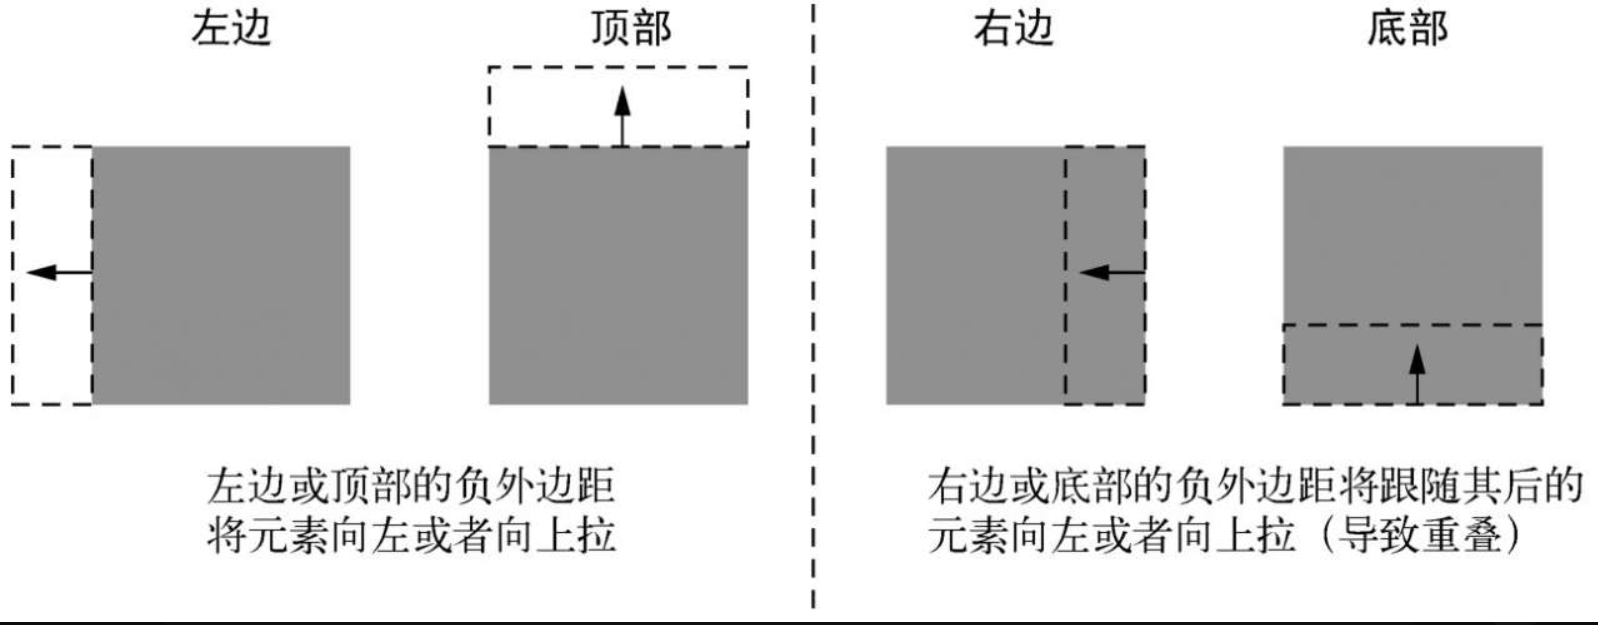 左边
顶部
右边
底部
左边或顶部的负外边距
将元素向左或者向上拉
右边或底部的负外边距将跟随其后的
元素向左或者向上拉（导致重叠）